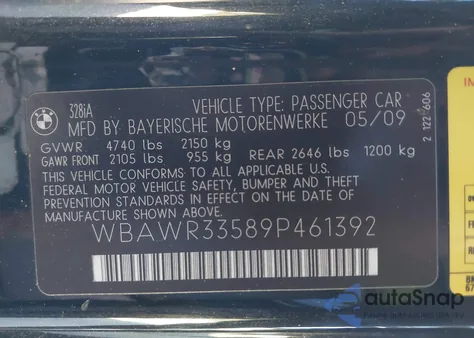 BMW
328iA VEHICLE TYPE: PASSENGER CAR
MFD BY BAYERISCHE MOTORENWERKE 05/09
GVWR. 4740 lbs 2150 kg
GAWR FRONT 2105 lbs 955 kg REAR 2646 lbs 1200 kg
THIS VEHICLE CONFORMS TO ALL APPLICABLE U.S.
FEDERAL MOTOR VEHICLE SAFETY, BUMPER AND THEFT
PREVENTION STANDARDS IN EFFECT ON THE DATE OF
MANUFACTURE SHOWN ABOVE.
WBAWR33589P461392
2 122 606
autoSnap